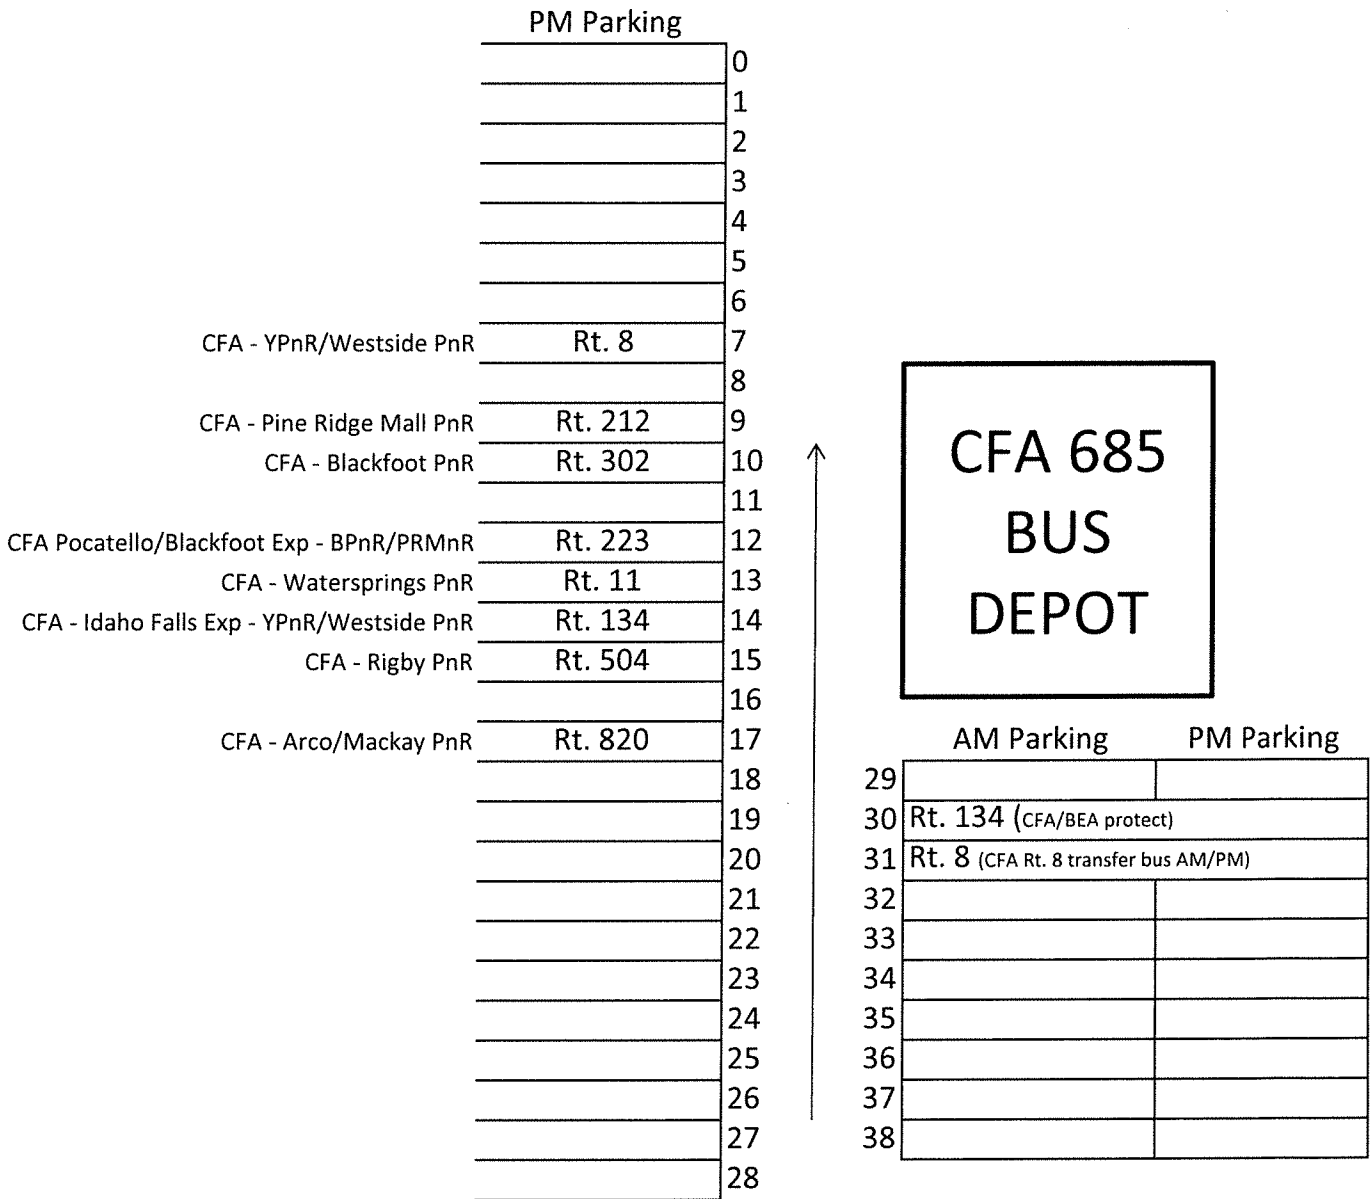 PM Parking
0
1
2
3
4
5
6
CFA - YPnR/Westside PnR Rt. 8 7
8
CFA - Pine Ridge Mall PnR Rt. 212 9
CFA - Blackfoot PnR Rt. 302 10
11
CFA Pocatello/Blackfoot Exp - BPnR/PRMnR Rt. 223 12
CFA - Watersprings PnR Rt. 11 13
CFA - Idaho Falls Exp - YPnR/Westside PnR Rt. 134 14
CFA - Rigby PnR Rt. 504 15
16
CFA - Arco/Mackay PnR Rt. 820 17
18
19
20
21
22
23
24
25
26
27
28
CFA 685
BUS
DEPOT
AM Parking PM Parking
29
30 Rt. 134 (CFA/BEA protect)
31 Rt. 8 (CFA Rt. 8 transfer bus AM/PM)
32
33
34
35
36
37
38